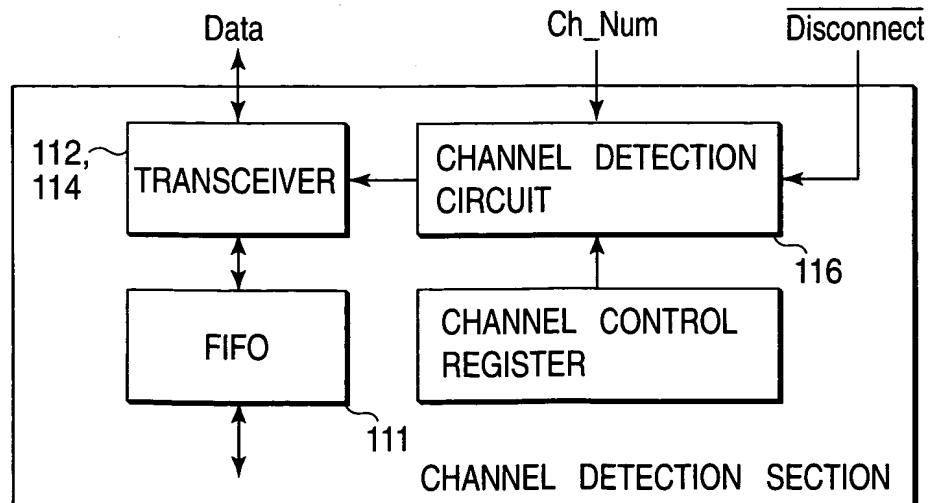 Data
Ch_Num
Disconnect
112,
114
TRANSCEIVER
CHANNEL DETECTION
CIRCUIT
116
FIFO
CHANNEL CONTROL
REGISTER
111
CHANNEL DETECTION SECTION